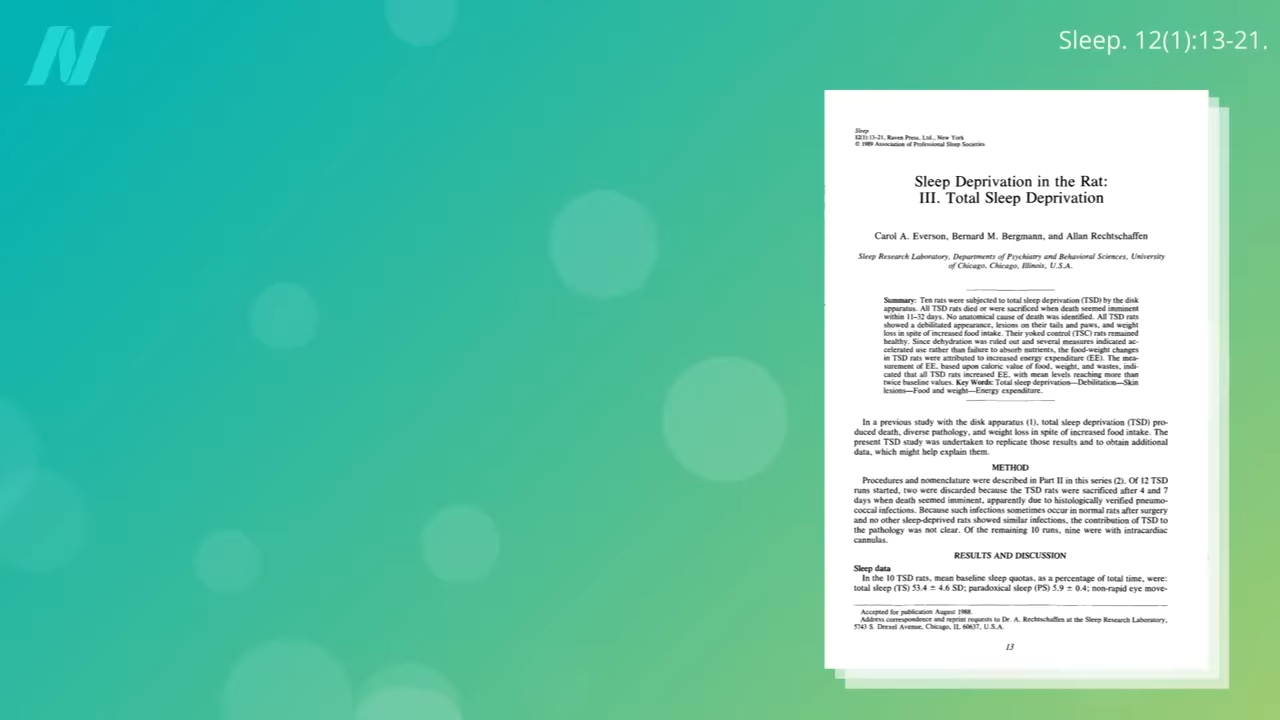 Sleep. 12(1):13-21.
Sleep
12(1):13-21, Raven Press, Ltd., New York
© 1989 Association of Professional Sleep Societies
Sleep Deprivation in the Rat:
III. Total Sleep Deprivation
Carol A. Everson, Bernard M. Bergmann, and Allan Rechtschaffen
Sleep Research Laboratory, Departments of Psychiatry and Behavioral Sciences, University
of Chicago, Chicago, Illinois, U.S.A.
Summary: Ten rats were subjected to total sleep deprivation (TSD) by the disk
apparatus. All TSD rats died or were sacrificed when death seemed imminent
within 11–32 days. No anatomical cause of death was identified. All TSD rats
showed a debilitated appearance, lesions on their tails and paws, and weight
loss in spite of increased food intake. Their yoked control (TSC) rats remained
healthy. Since dehydration was ruled out and several measures indicated ac-
celerated use rather than failure to absorb nutrients, the food-weight changes
in TSD rats were attributed to increased energy expenditure (EE). The mea-
surement of EE, based upon caloric value of food, weight, and wastes, indi-
cated that all TSD rats increased EE, with mean levels reaching more than
twice baseline values. Key Words: Total sleep deprivation—Debilitation—Skin
lesions—Food and weight—Energy expenditure.
In a previous study with the disk apparatus (1), total sleep deprivation (TSD) pro-
duced death, diverse pathology, and weight loss in spite of increased food intake. The
present TSD study was undertaken to replicate those results and to obtain additional
data, which might help explain them.
METHOD
Procedures and nomenclature were described in Part II in this series (2). Of 12 TSD
runs started, two were discarded because the TSD rats were sacrificed after 4 and 7
days when death seemed imminent, apparently due to histologically verified pneumo-
coccal infections. Because such infections sometimes occur in normal rats after surgery
and no other sleep-deprived rats showed similar infections, the contribution of TSD to
the pathology was not clear. Of the remaining 10 runs, nine were with intracardiac
cannulas.
RESULTS AND DISCUSSION
Sleep data
In the 10 TSD rats, mean baseline sleep quotas, as a percentage of total time, were:
total sleep (TS) 53.4 ± 4.6 SD; paradoxical sleep (PS) 5.9 ± 0.4; non-rapid eye move-
Accepted for publication August 1988.
Address correspondence and reprint requests to Dr. A. Rechtschaffen at the Sleep Research Laboratory,
5743 S. Drexel Avenue, Chicago, IL 60637, U.S.A.
13